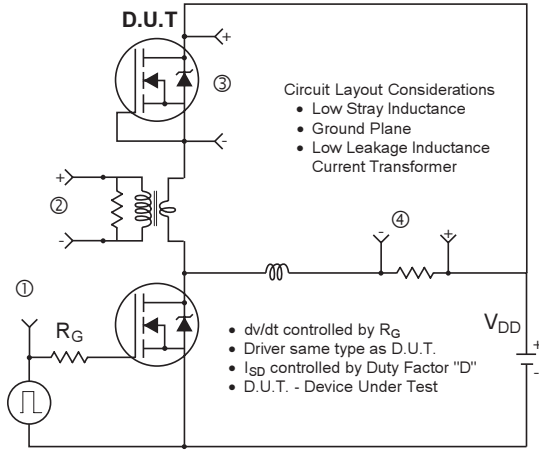 D.U.T
+
③
-
Circuit Layout Considerations
• Low Stray Inductance
• Ground Plane
• Low Leakage Inductance
Current Transformer
+
②
-
④
-
+
①
R_G
• dv/dt controlled by R_G
• Driver same type as D.U.T.
• I_SD controlled by Duty Factor "D"
• D.U.T. - Device Under Test
V_DD
+
-